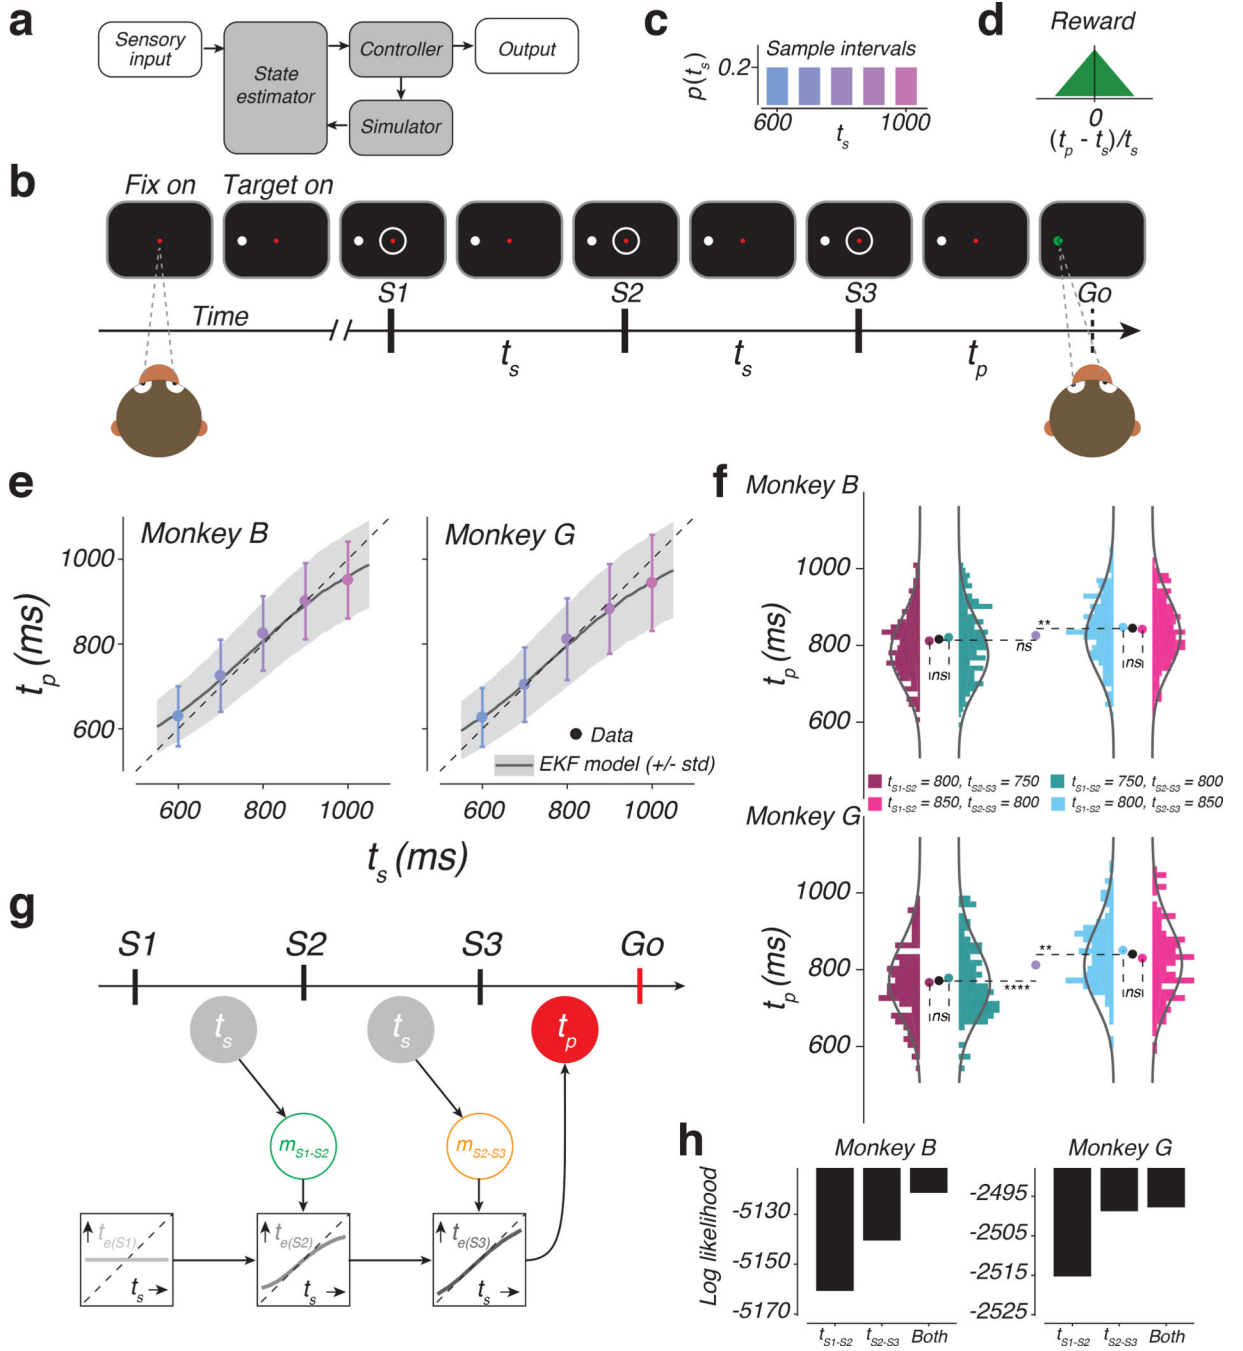 a
Sensory
input
State
estimator
Controller
Simulator
Output
c
Sample intervals
p(ts)
0.2
600
1000
ts
d
Reward
0
(tp - ts)/ts
b
Fix on
Target on
S1
S2
S3
Go
Time
ts
ts
tp
e
Monkey B
Monkey G
tp (ms)
1000
800
600
Data
EKF model (+/- std)
600
800
1000
600
800
1000
ts (ms)
f
Monkey B
1000
800
600
tp (ms)
ns
ns
**
ns
tS1-S2 = 800, tS2-S3 = 750
tS1-S2 = 750, tS2-S3 = 800
tS1-S2 = 850, tS2-S3 = 800
tS1-S2 = 800, tS2-S3 = 850
Monkey G
1000
800
600
tp (ms)
ns
****
**
ns
g
S1
S2
S3
Go
ts
ts
tp
mS1-S2
mS2-S3
te(S1)
ts
te(S2)
ts
te(S3)
ts
h
Monkey B
Log likelihood
-5130
-5150
-5170
tS1-S2
tS2-S3
Both
Monkey G
-2495
-2505
-2515
-2525
tS1-S2
tS2-S3
Both